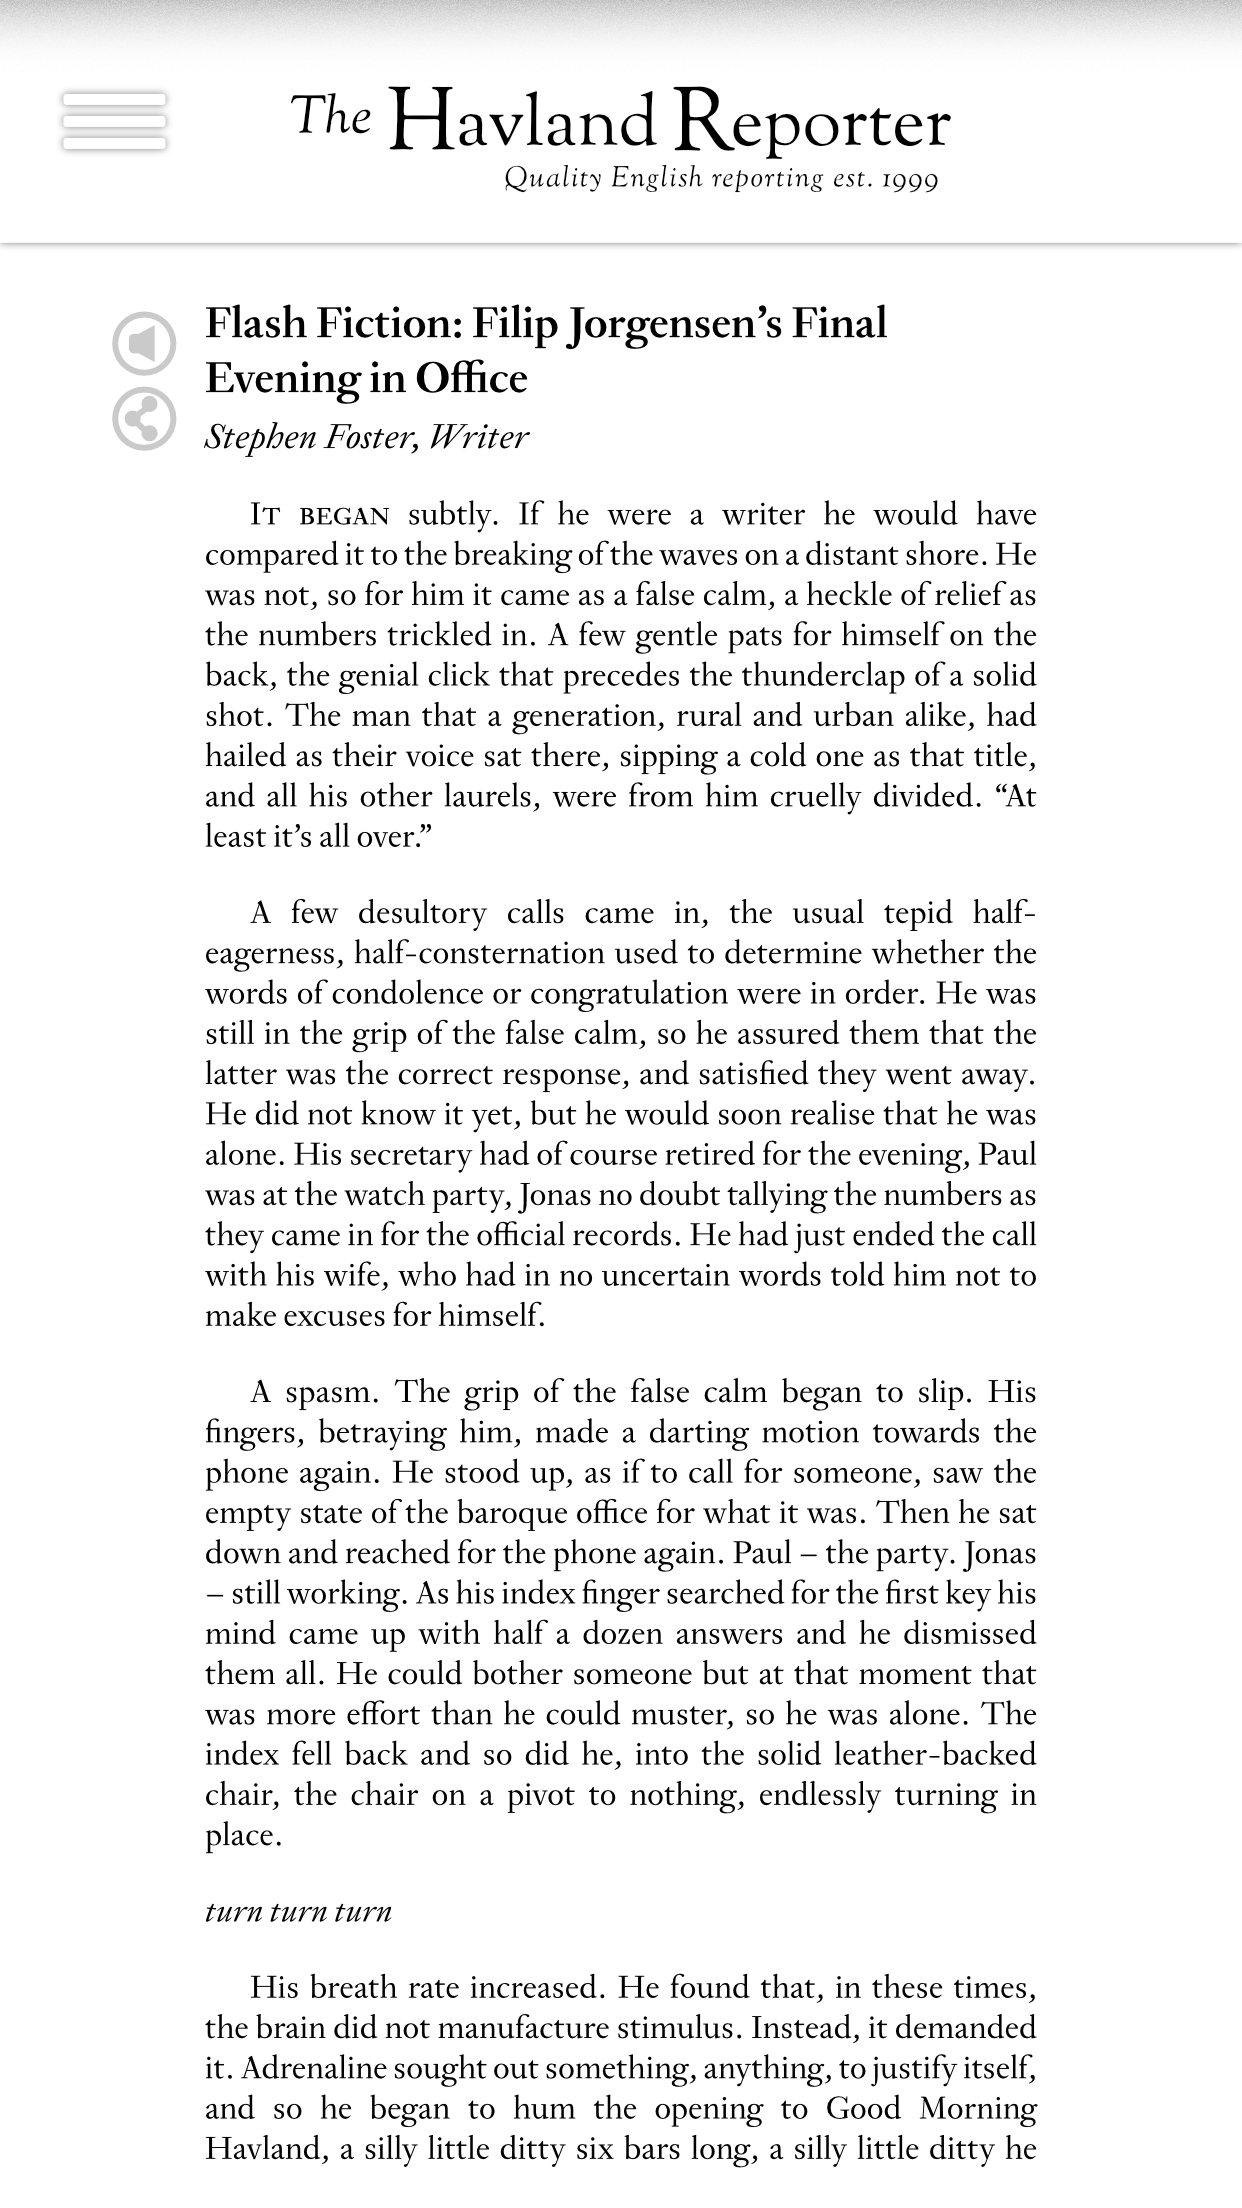 The Havland Reporter
Quality English reporting est. 1999
Flash Fiction: Filip Jorgensen’s Final
Evening in Office
Stephen Foster, Writer
It began subtly. If he were a writer he would have
compared it to the breaking of the waves on a distant shore. He
was not, so for him it came as a false calm, a heckle of relief as
the numbers trickled in. A few gentle pats for himself on the
back, the genial click that precedes the thunderclap of a solid
shot. The man that a generation, rural and urban alike, had
hailed as their voice sat there, sipping a cold one as that title,
and all his other laurels, were from him cruelly divided. “At
least it’s all over.”
A few desultory calls came in, the usual tepid half-
eagerness, half-consternation used to determine whether the
words of condolence or congratulation were in order. He was
still in the grip of the false calm, so he assured them that the
latter was the correct response, and satisfied they went away.
He did not know it yet, but he would soon realise that he was
alone. His secretary had of course retired for the evening, Paul
was at the watch party, Jonas no doubt tallying the numbers as
they came in for the official records. He had just ended the call
with his wife, who had in no uncertain words told him not to
make excuses for himself.
A spasm. The grip of the false calm began to slip. His
fingers, betraying him, made a darting motion towards the
phone again. He stood up, as if to call for someone, saw the
empty state of the baroque office for what it was. Then he sat
down and reached for the phone again. Paul – the party. Jonas
– still working. As his index finger searched for the first key his
mind came up with half a dozen answers and he dismissed
them all. He could bother someone but at that moment that
was more effort than he could muster, so he was alone. The
index fell back and so did he, into the solid leather-backed
chair, the chair on a pivot to nothing, endlessly turning in
place.
turn turn turn
His breath rate increased. He found that, in these times,
the brain did not manufacture stimulus. Instead, it demanded
it. Adrenaline sought out something, anything, to justify itself,
and so he began to hum the opening to Good Morning
Havland, a silly little ditty six bars long, a silly little ditty he